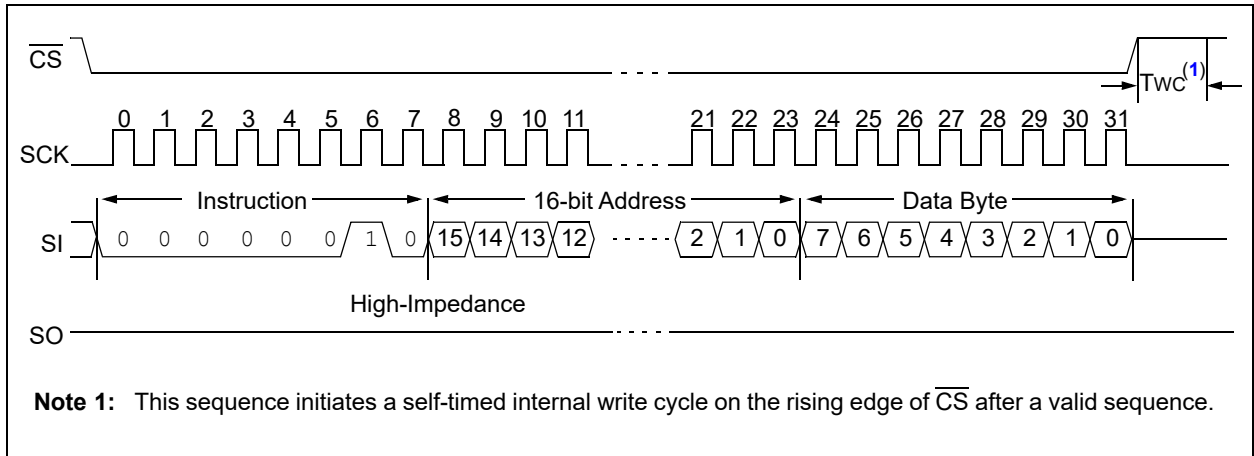 CS
TWC(1)
0 1 2 3 4 5 6 7 8 9 10 11 21 22 23 24 25 26 27 28 29 30 31
SCK
Instruction 16-bit Address Data Byte
SI 0 0 0 0 0 0 1 0 15 14 13 12 2 1 0 7 6 5 4 3 2 1 0
High-Impedance
SO
Note 1: This sequence initiates a self-timed internal write cycle on the rising edge of CS after a valid sequence.